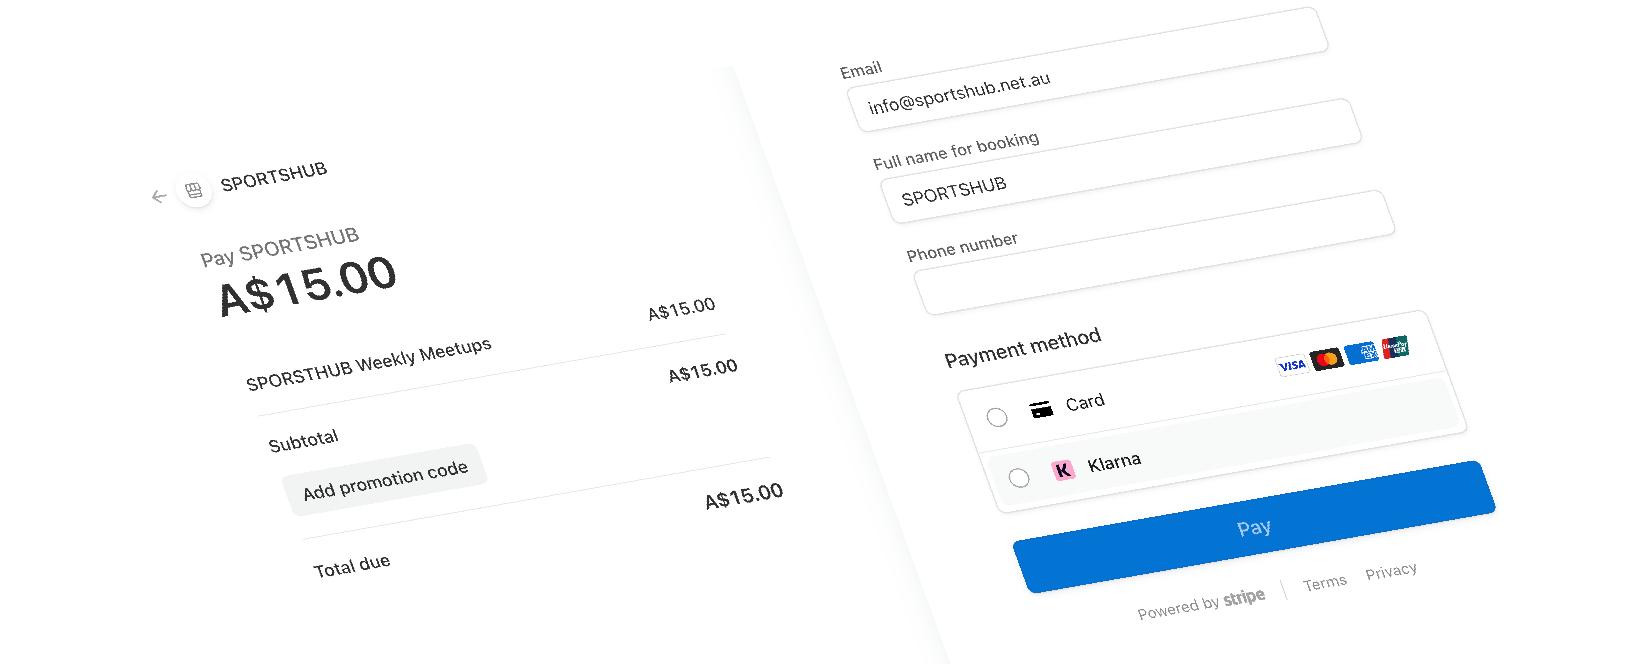 SPORTSHUB
Pay SPORTSHUB
A$15.00
SPORSTHUB Weekly Meetups A$15.00
Subtotal A$15.00
Add promotion code
Total due A$15.00
Email
info@sportshub.net.au
Full name for booking
SPORTSHUB
Phone number
Payment method
Card VISA
Klarna
Pay
Powered by stripe Terms Privacy